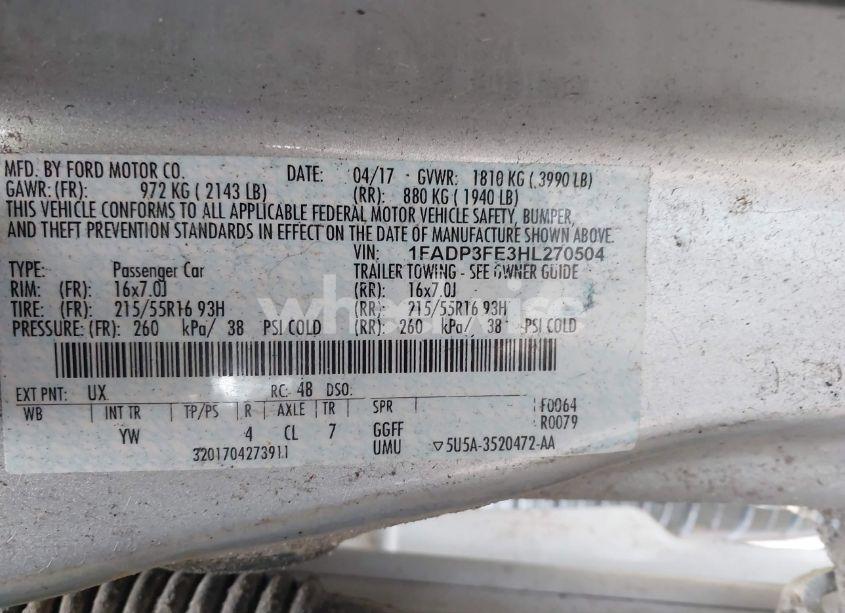 MFD. BY FORD MOTOR CO. DATE: 04/17 GVWR: 1810 KG ( 3990 LB)
GAWR: (FR): 972 KG ( 2143 LB) (RR): 880 KG ( 1940 LB)
THIS VEHICLE CONFORMS TO ALL APPLICABLE FEDERAL MOTOR VEHICLE SAFETY, BUMPER,
AND THEFT PREVENTION STANDARDS IN EFFECT ON THE DATE OF MANUFACTURE SHOWN ABOVE.
VIN: 1FADP3FE3HL270504
TYPE: Passenger Car TRAILER TOWING - SEE OWNER GUIDE
RIM: (FR): 16x7.0J (RR): 16x7.0J
TIRE: (FR): 215/55R16 93H (RR): 215/55R16 93H
PRESSURE: (FR): 260 kPa/ 38 PSI COLD (RR): 260 kPa/ 38 PSI COLD
EXT PNT: UX RC: 48 DSO:
WB INT TR TP/PS R AXLE TR SPR F0064
R0079
YW 4 CL 7 GGFF
3201704273911 UMU ▽5U5A-3520472-AA